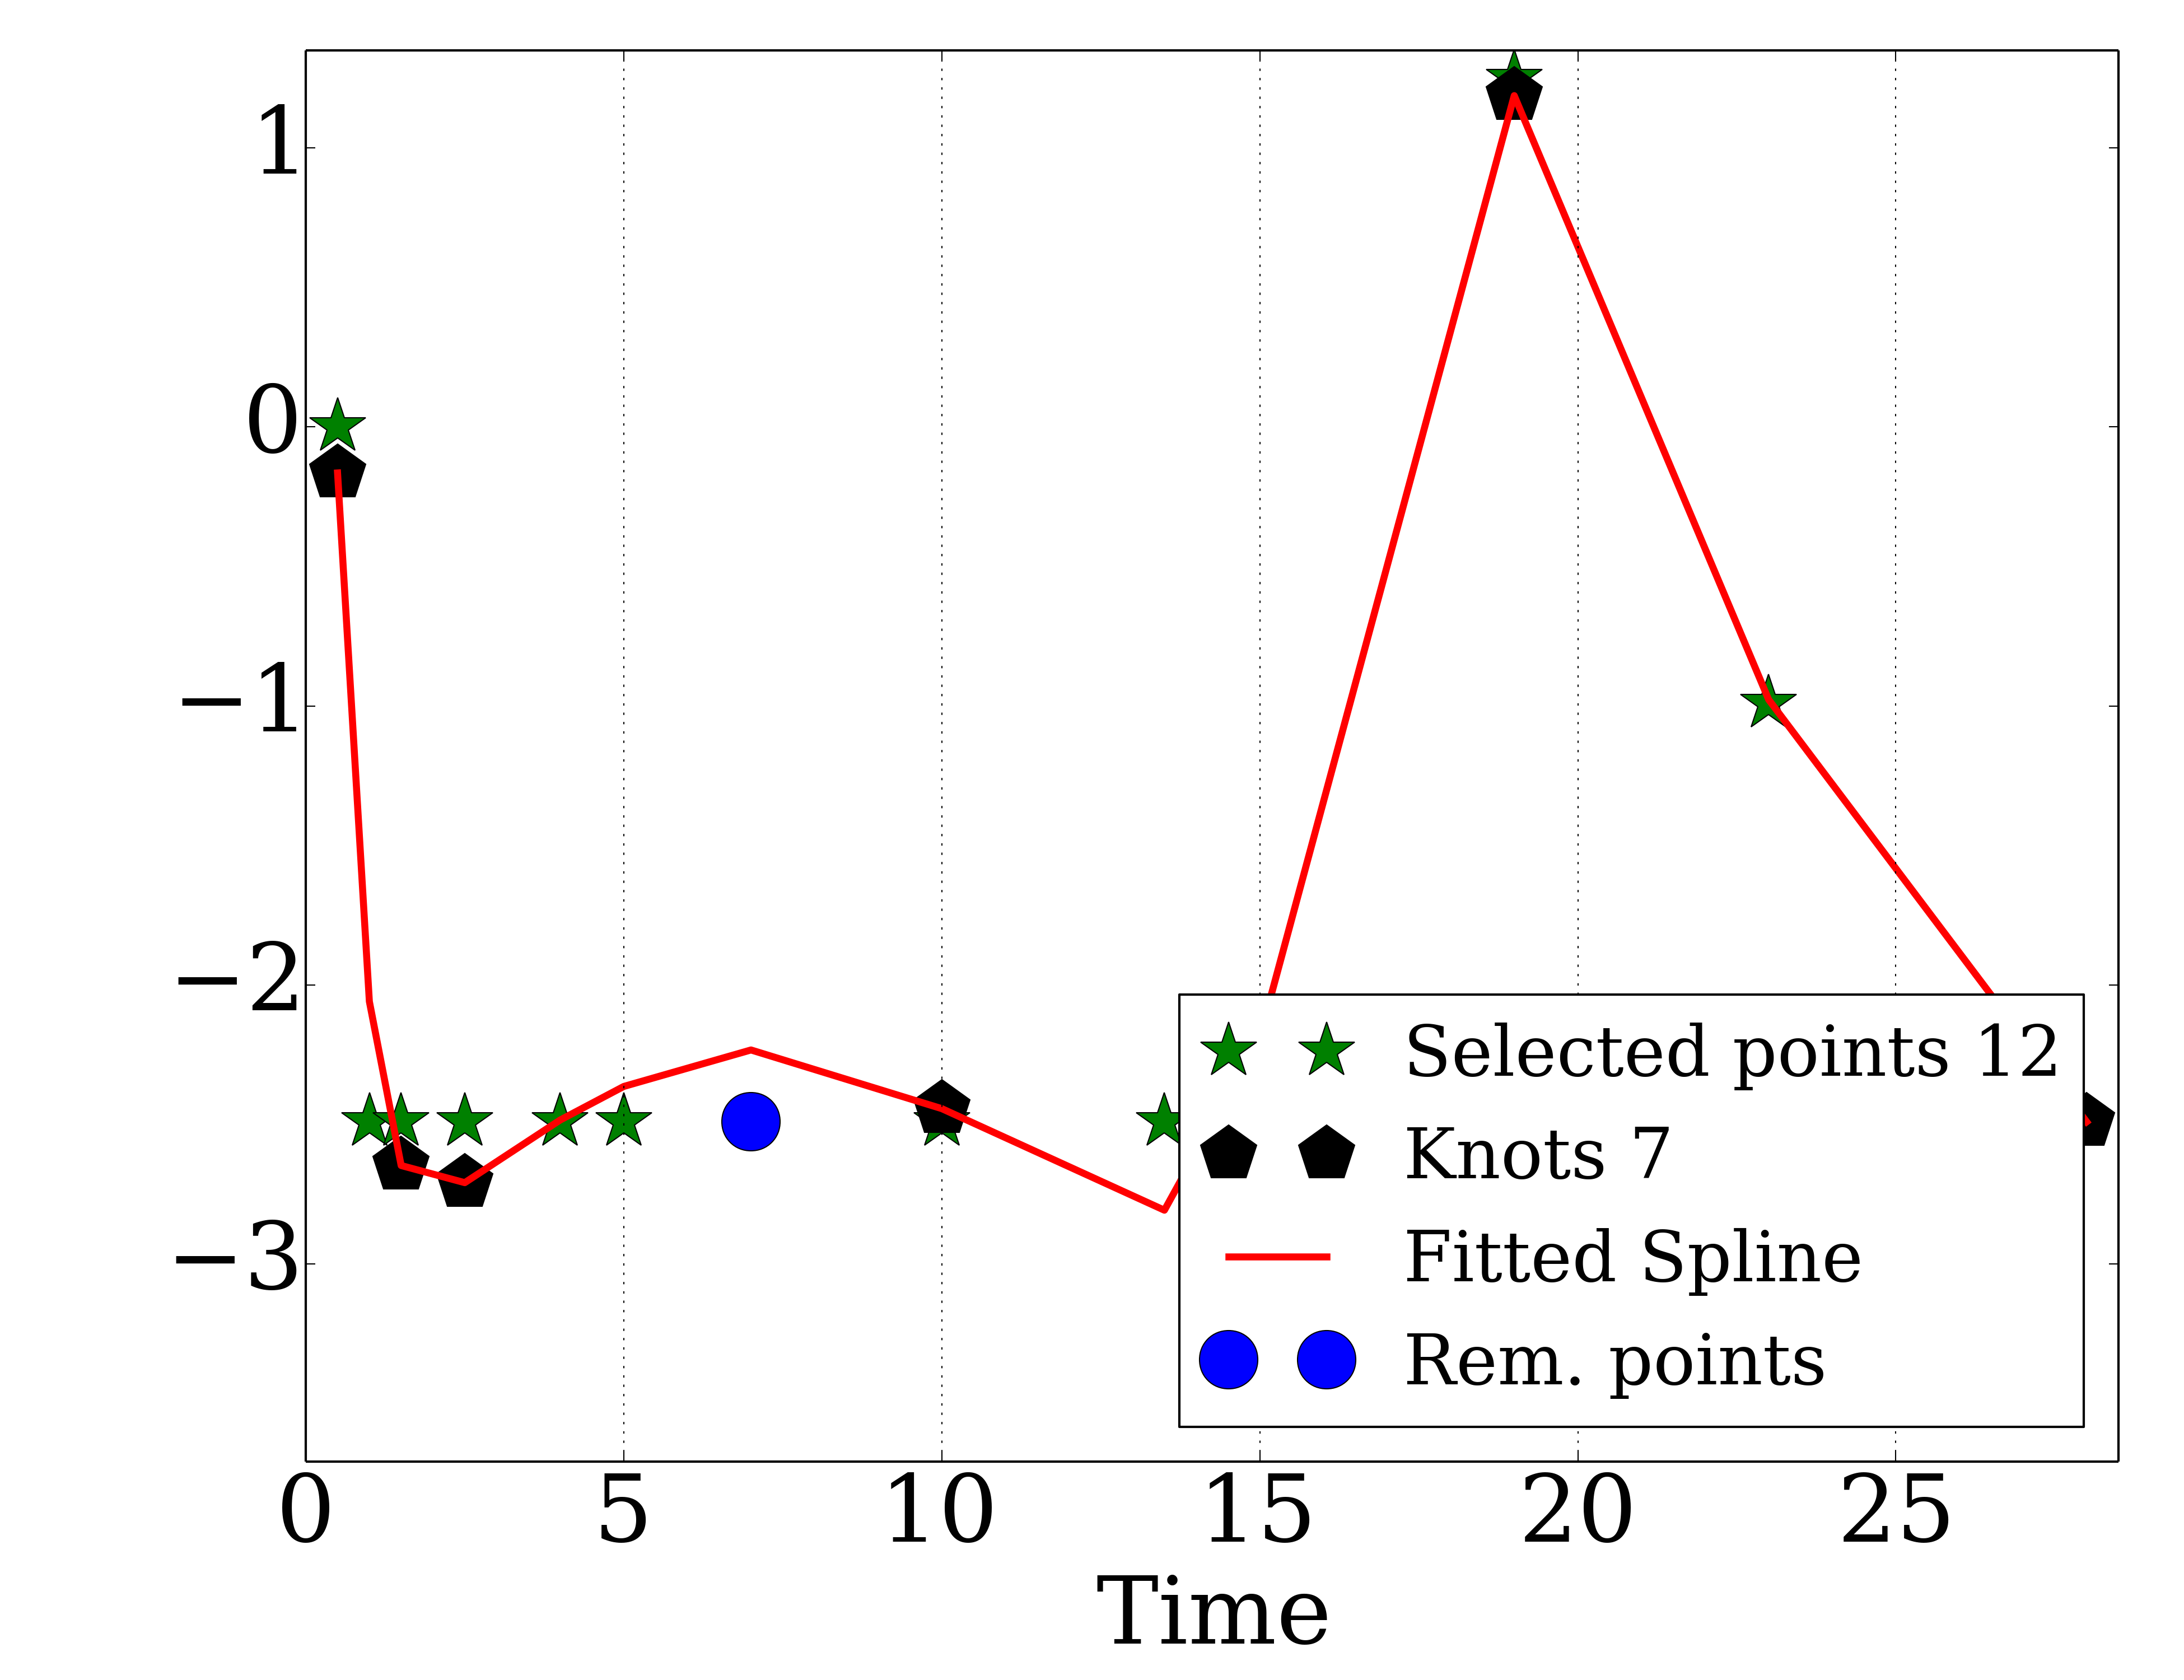 1
0
−1
−2
−3
Selected points 12
Knots 7
Fitted Spline
Rem. points
0 5 10 15 20 25
Time